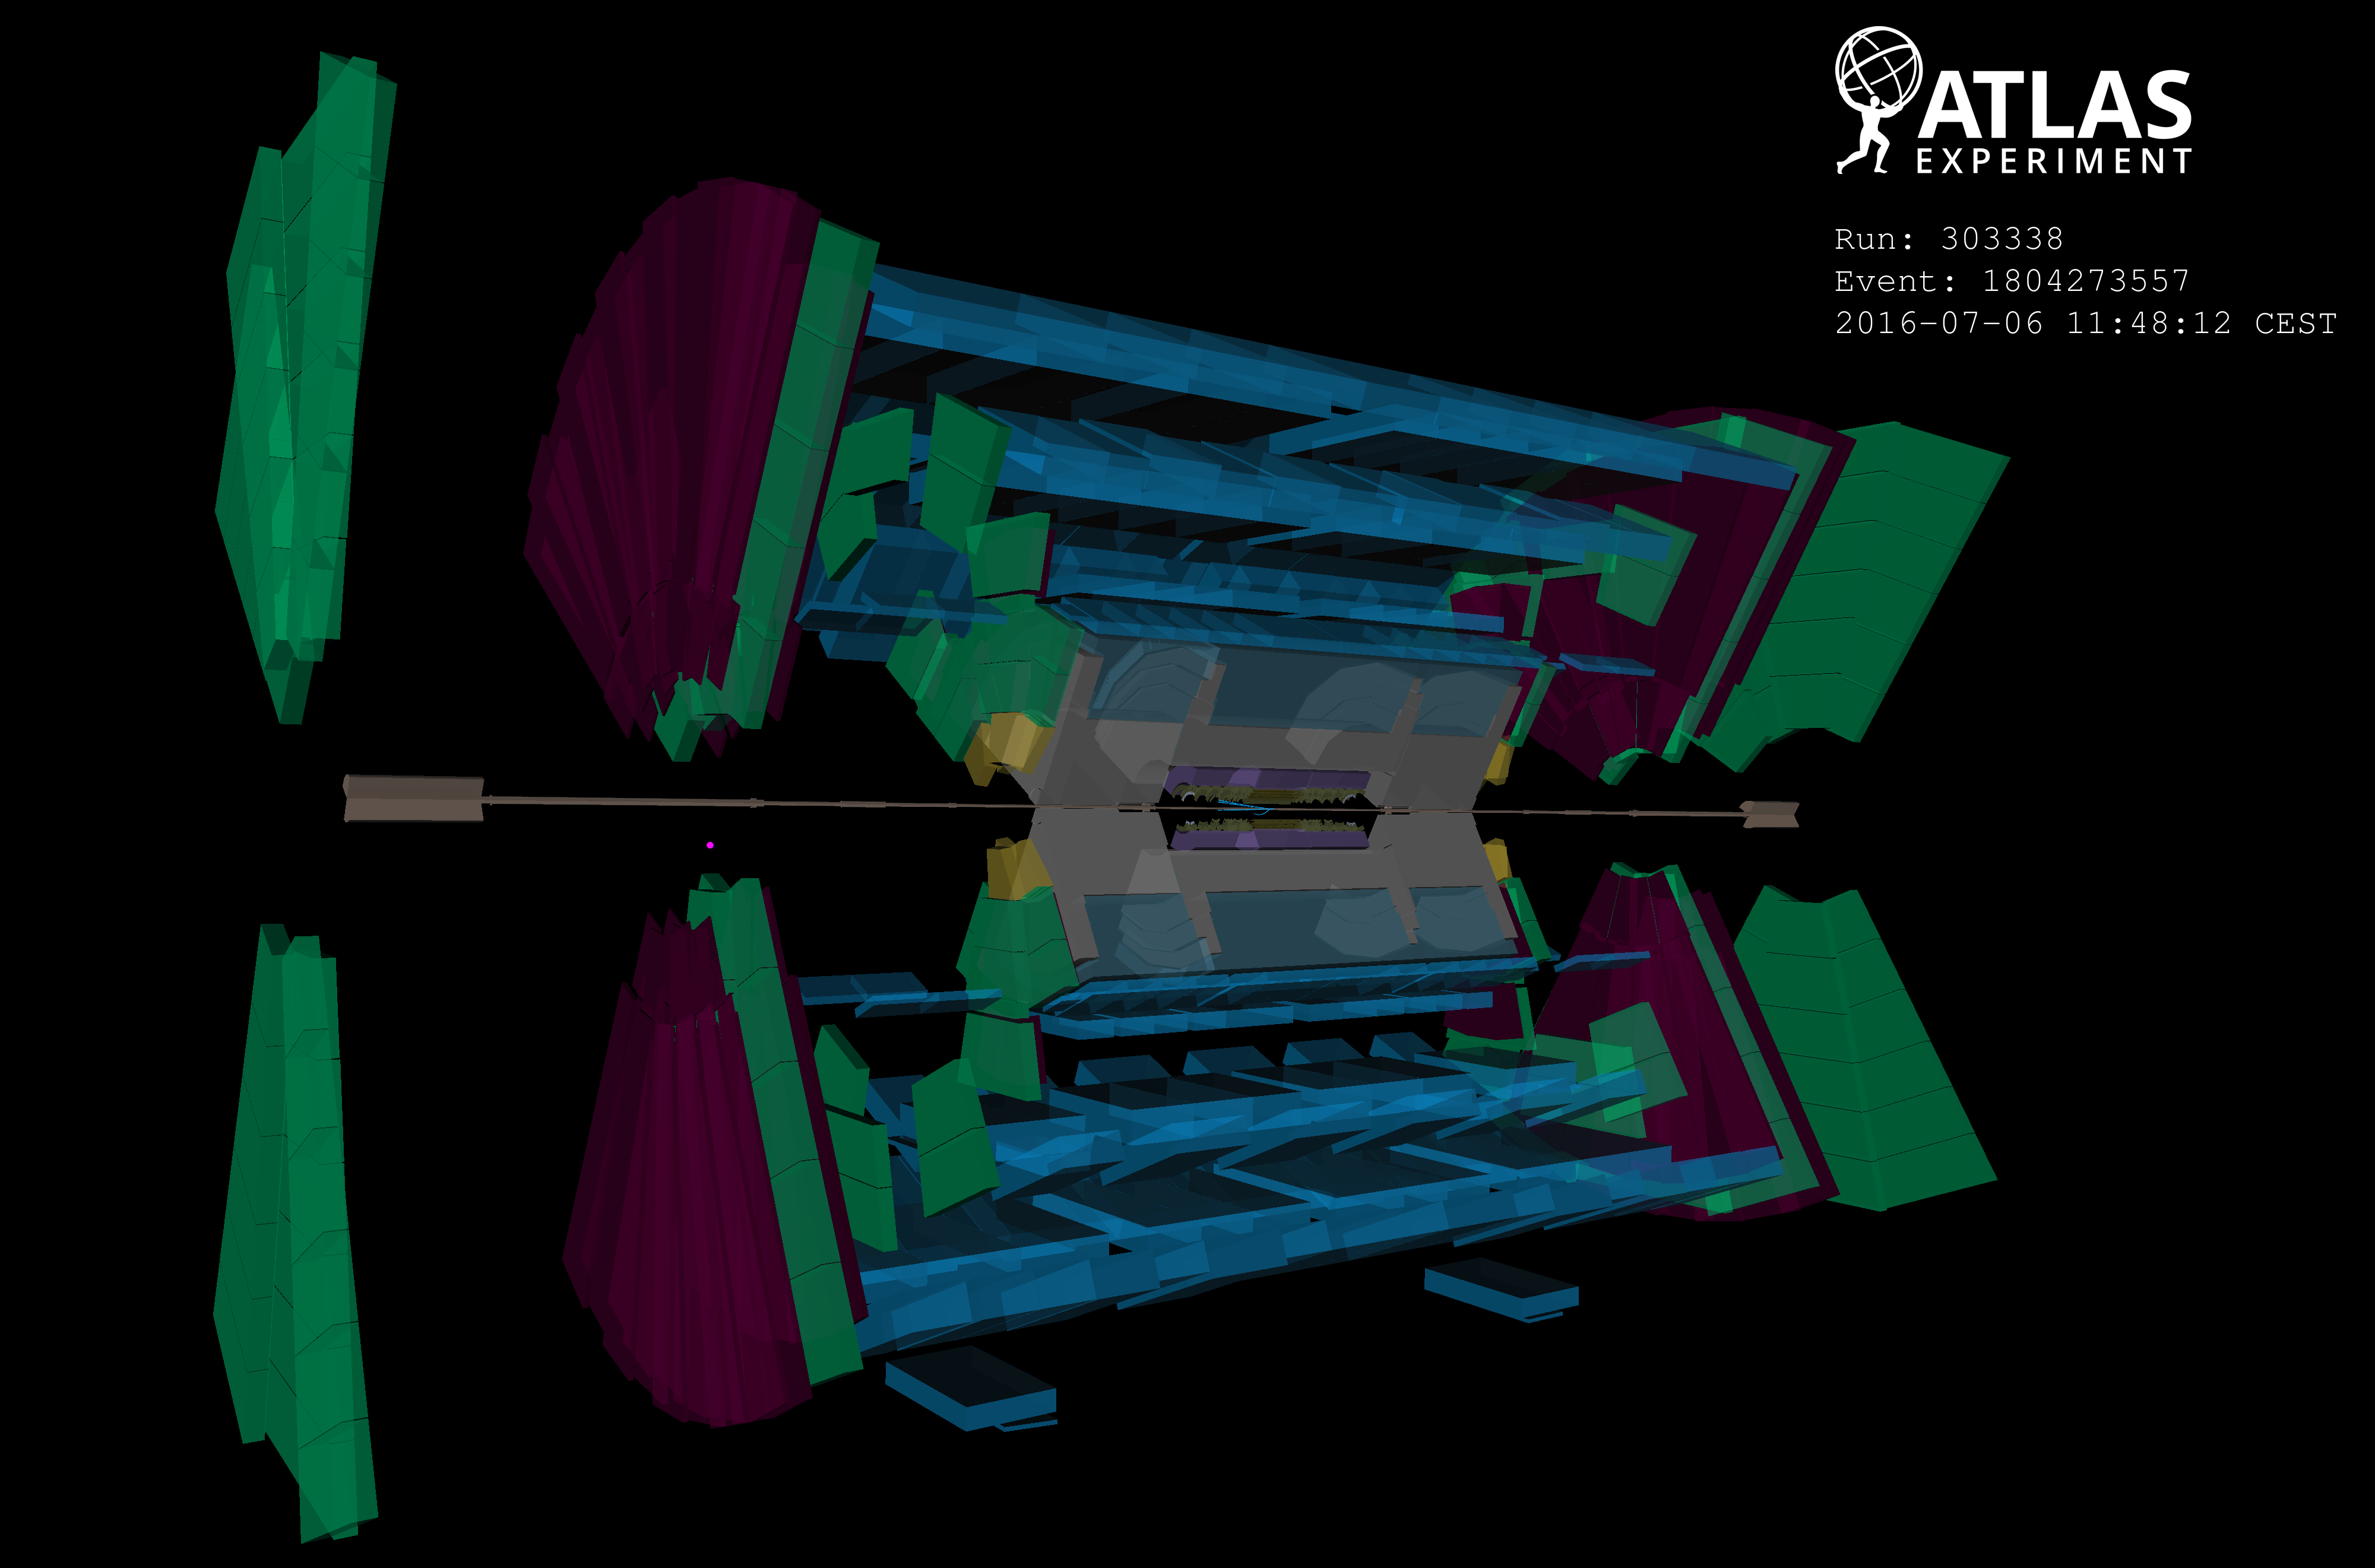 ATLAS
EXPERIMENT
Run: 303338
Event: 1804273557
2016-07-06 11:48:12 CEST